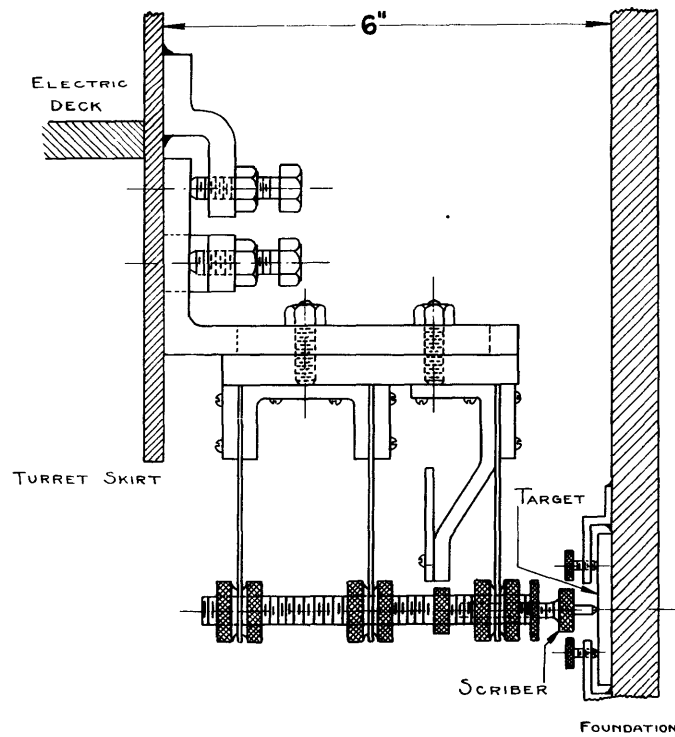 6"
ELECTRIC
DECK
TURRET SKIRT
TARGET
SCRIBER
FOUNDATION